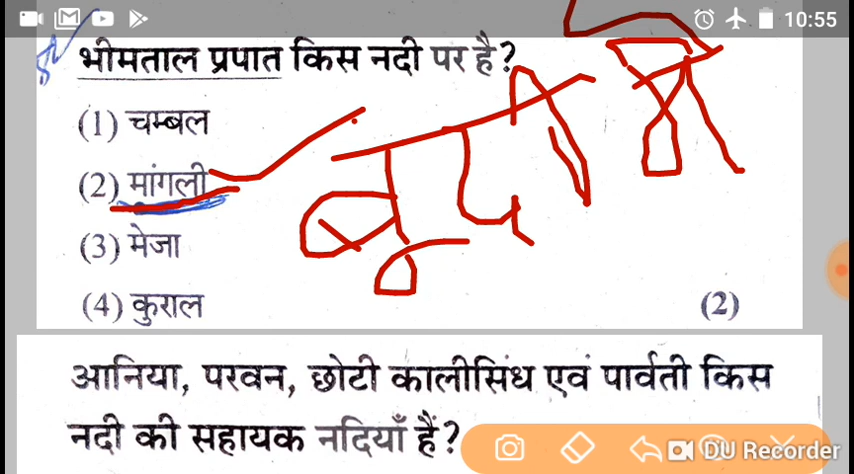 10:55
भीमताल प्रपात किस नदी पर है?
(1) चम्बल
(2) मांगली
(3) मेजा
(4) कुराल
(2)
आनिया, परवन, छोटी कालीसिंध एवं पार्वती किस
नदी की सहायक नदियाँ हैं?
DU Recorder